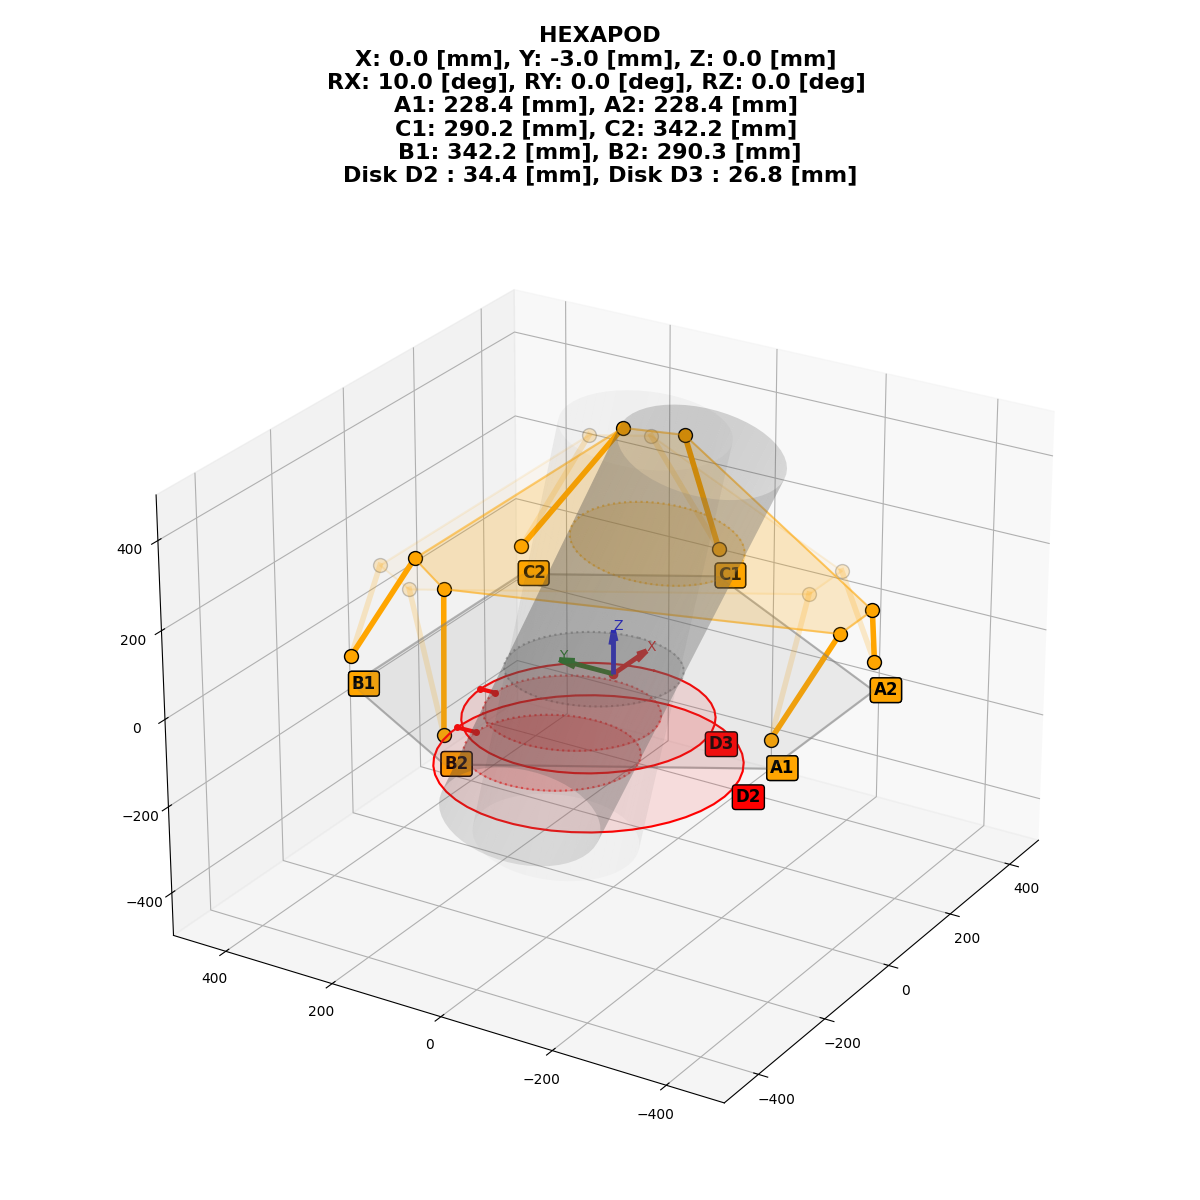 HEXAPOD
X: 0.0 [mm], Y: -3.0 [mm], Z: 0.0 [mm]
RX: 10.0 [deg], RY: 0.0 [deg], RZ: 0.0 [deg]
A1: 228.4 [mm], A2: 228.4 [mm]
C1: 290.2 [mm], C2: 342.2 [mm]
B1: 342.2 [mm], B2: 290.3 [mm]
Disk D2 : 34.4 [mm], Disk D3 : 26.8 [mm]
400
200
0
−200
−400
C2
C1
B1
A2
B2
A1
D3
D2
Z
X
Y
400
200
0
−200
−400
400
200
0
−200
−400